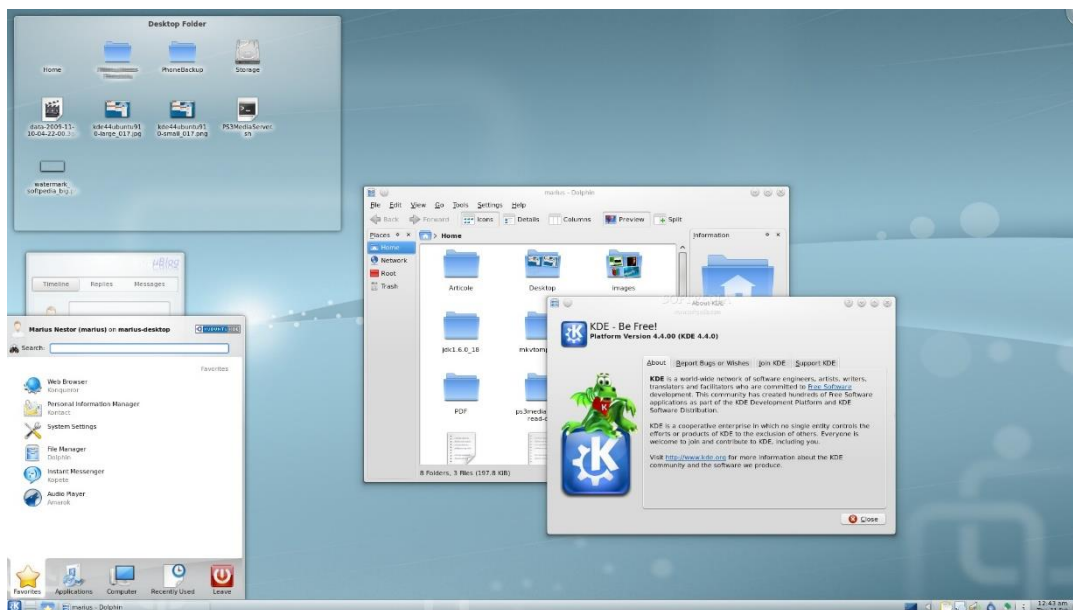 Desktop Folder
Home
PhoneBackup
Storage
data-2009-11-
kde44ubuntu91
0-large_017.jpg
kde44ubuntu91
0-small_017.png
PS3MediaServer.
sh
watermark_
softpedia_big.
µBlog
Timeline Replies Messages
Marius Nestor (marius) on marius-desktop
Search:
Favorites
Web Browser
Konqueror
Personal Information Manager
Kontact
System Settings
File Manager
Dolphin
Instant Messenger
Kopete
Audio Player
Amarok
Favorites Applications Computer Recently Used Leave
marius - Dolphin
File Edit View Go Tools Settings Help
Back Forward Icons Details Columns Preview Split
Places
Home
Network
Root
Trash
Home
Information
Articole Desktop images
jdk1.6.0_18
PDF
8 Folders, 3 Files (197.8 KiB)
About KDE
KDE - Be Free!
Platform Version 4.4.00 (KDE 4.4.0)
About Report Bugs or Wishes Join KDE Support KDE
KDE is a world-wide network of software engineers, artists, writers,
translators and facilitators who are committed to Free Software
development. This community has created hundreds of Free Software
applications as part of the KDE Development Platform and KDE
Software Distribution.
KDE is a cooperative enterprise in which no single entity controls the
efforts or products of KDE to the exclusion of others. Everyone is
welcome to join and contribute to KDE, including you.
Visit http://www.kde.org for more information about the KDE
community and the software we produce.
Close
marius - Dolphin
12:43 am